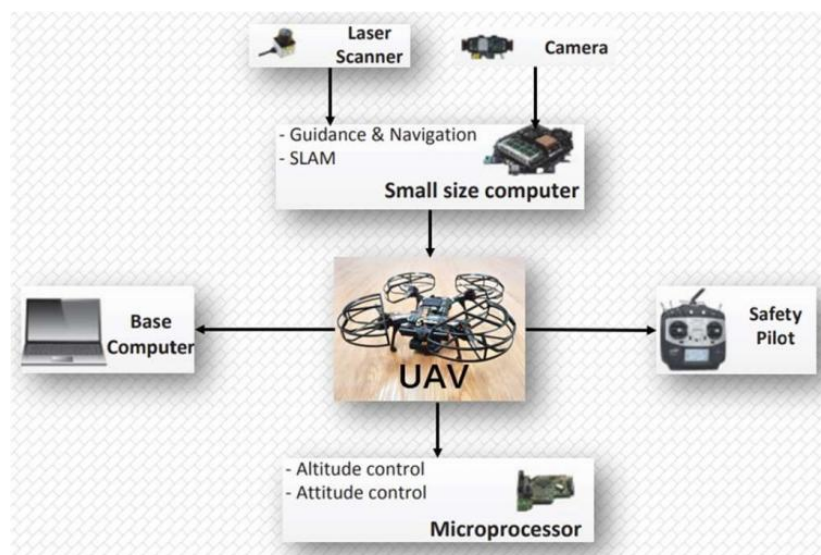 Laser
Scanner
Camera
- Guidance & Navigation
- SLAM
Small size computer
Base
Computer
UAV
Safety
Pilot
- Altitude control
- Attitude control
Microprocessor